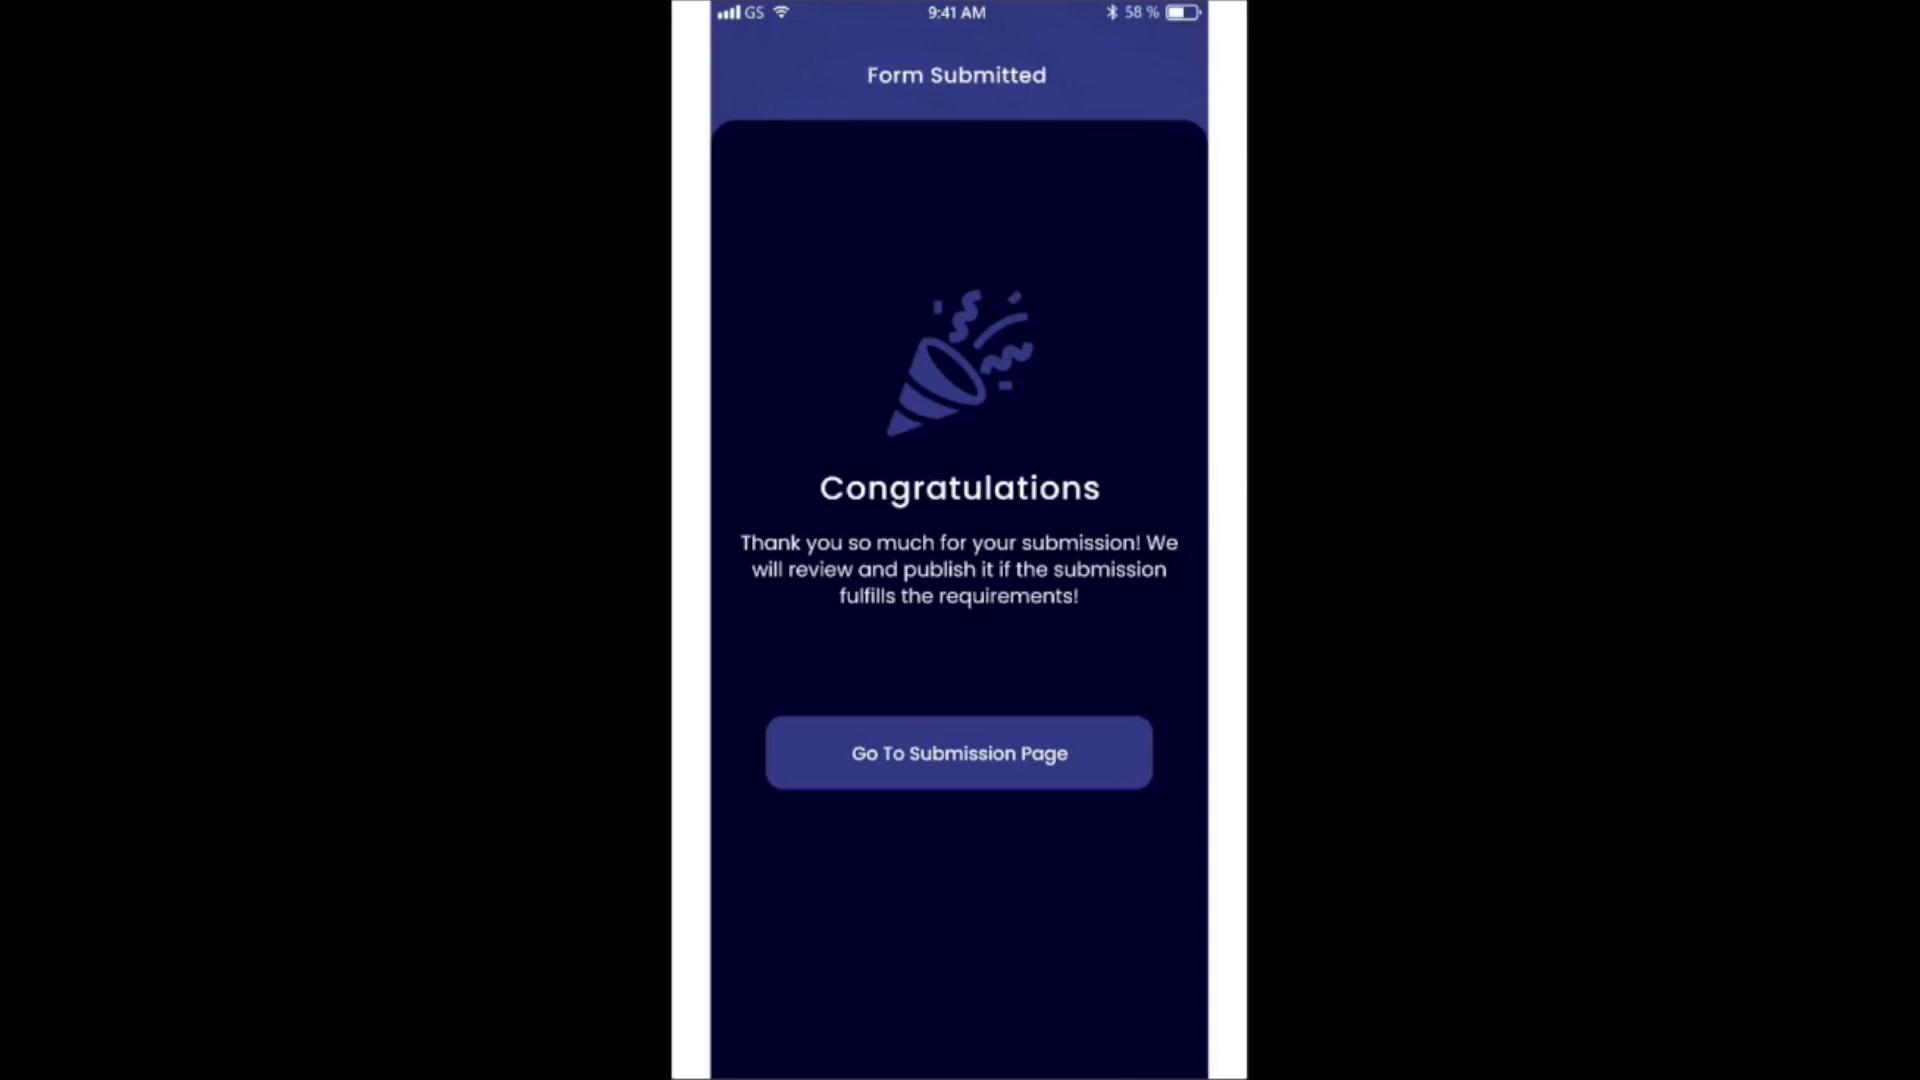 GS 9:41 AM 58 %
Form Submitted
Congratulations
Thank you so much for your submission! We
will review and publish it if the submission
fulfills the requirements!
Go To Submission Page